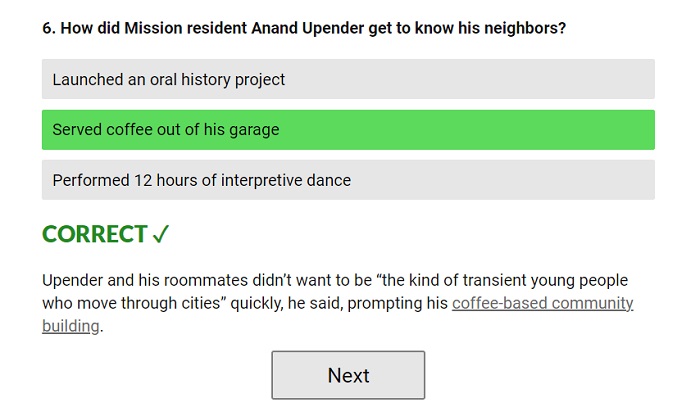 6. How did Mission resident Anand Upender get to know his neighbors?
Launched an oral history project
Served coffee out of his garage
Performed 12 hours of interpretive dance
CORRECT ✓
Upender and his roommates didn’t want to be “the kind of transient young people
who move through cities” quickly, he said, prompting his coffee-based community
building.
Next